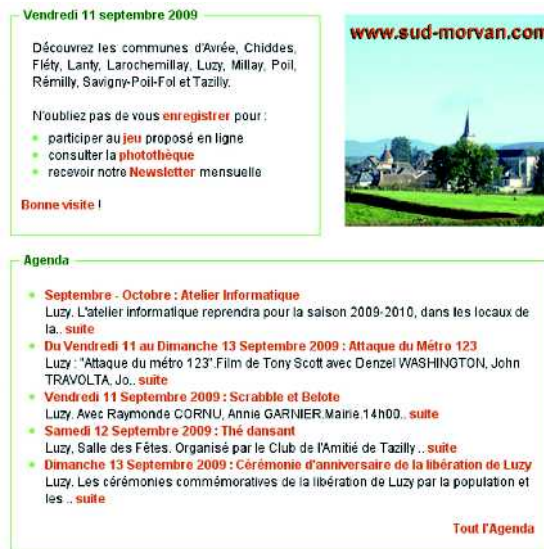 Vendredi 11 septembre 2009
Découvrez les communes d'Avrée, Chiddes,
Fléty, Lanty, Larochemillay, Luzy, Millay, Poil,
Rémilly, Savigny-Poil-Fol et Tazilly.
N'oubliez pas de vous enregistrer pour :
participer au jeu proposé en ligne
consulter la photothèque
recevoir notre Newsletter mensuelle
Bonne visite !
www.sud-morvan.com
Agenda
Septembre - Octobre : Atelier Informatique
Luzy. L'atelier informatique reprendra pour la saison 2009-2010, dans les locaux de
la.. suite
Du Vendredi 11 au Dimanche 13 Septembre 2009 : Attaque du Métro 123
Luzy : "Attaque du métro 123".Film de Tony Scott avec Denzel WASHINGTON, John
TRAVOLTA, Jo.. suite
Vendredi 11 Septembre 2009 : Scrabble et Belote
Luzy. Avec Raymonde CORNU, Annie GARNIER.Mairie.14h00.. suite
Samedi 12 Septembre 2009 : Thé dansant
Luzy, Salle des Fêtes. Organisé par le Club de l'Amitié de Tazilly .. suite
Dimanche 13 Septembre 2009 : Cérémonie d'anniversaire de la libération de Luzy
Luzy. Les cérémonies commémoratives de la libération de Luzy par la population et
les .. suite
Tout l'Agenda